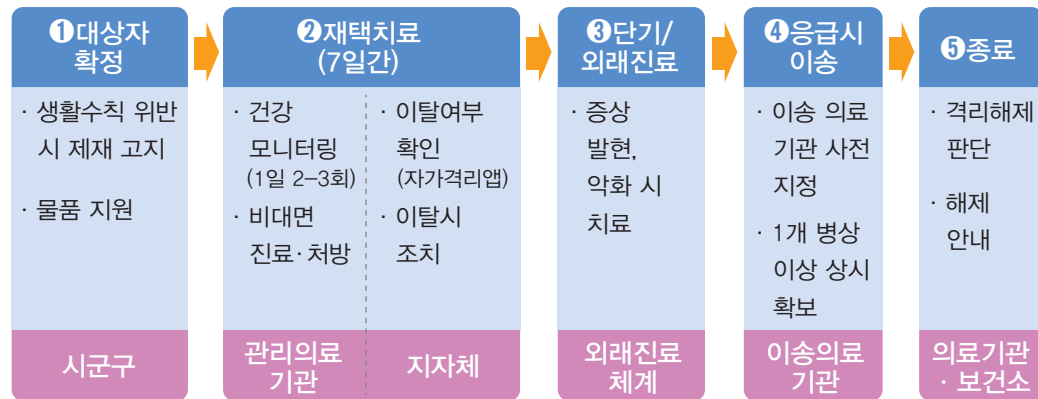 ❶대상자
확정
· 생활수칙 위반
시 제재 고지
· 물품 지원
시군구
❷재택치료
(7일간)
· 건강
모니터링
(1일 2–3회)
· 비대면
진료·처방
관리의료
기관
· 이탈여부
확인
(자가격리앱)
· 이탈시
조치
지자체
❸단기/
외래진료
· 증상
발현,
악화 시
치료
외래진료
체계
❹응급시
이송
· 이송 의료
기관 사전
지정
· 1개 병상
이상 상시
확보
이송의료
기관
❺종료
· 격리해제
판단
· 해제
안내
의료기관
· 보건소